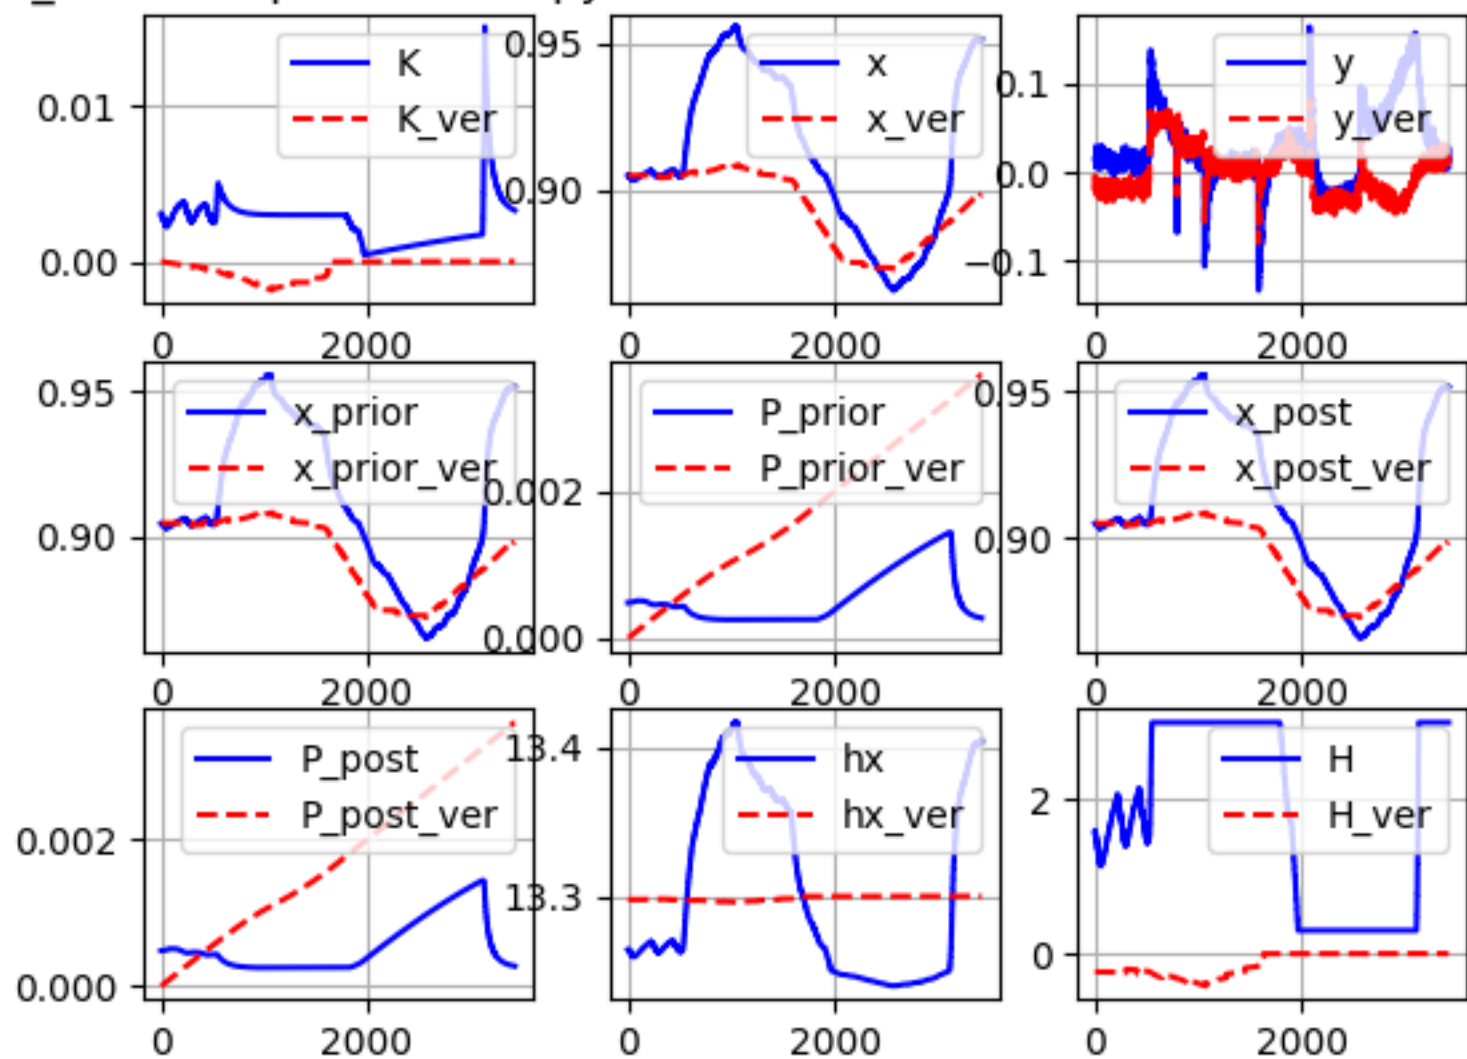 K
K_ver
0.01
0.00
0 2000
x
x_ver
0.95
0.90
0 2000
y
y_ver
0.1
0.0
−0.1
0 2000
x_prior
x_prior_ver
0.95
0.90
0 2000
P_prior
P_prior_ver
0.002
0.000
0 2000
x_post
x_post_ver
0.95
0.90
0 2000
P_post
P_post_ver
0.002
0.000
0 2000
hx
hx_ver
13.4
13.3
0 2000
H
H_ver
2
0
0 2000